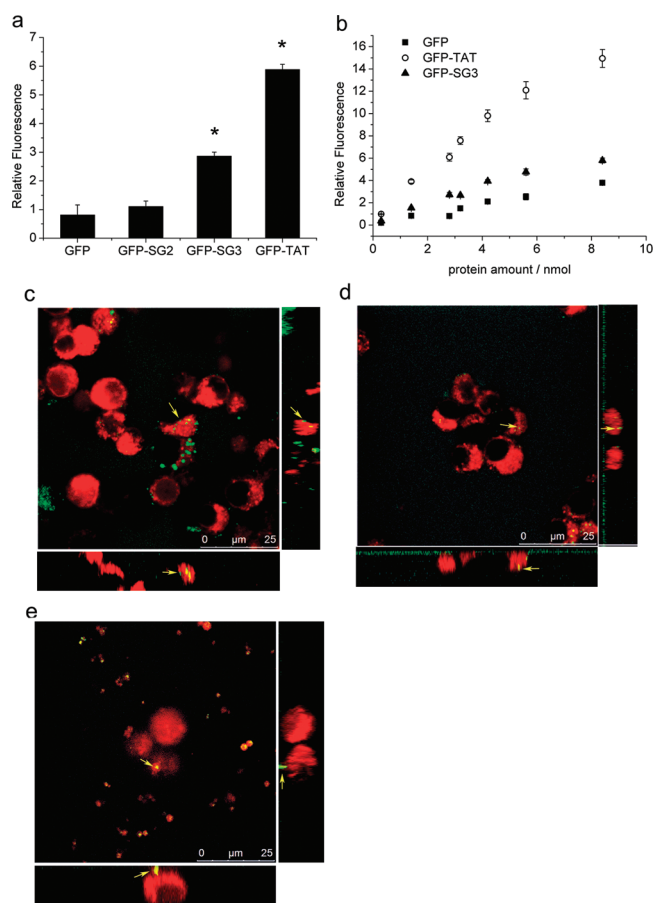 a
Relative Fluorescence
7
6
5
4
3
2
1
0
*
*
GFP GFP-SG2 GFP-SG3 GFP-TAT
b
Relative Fluorescence
16
14
12
10
8
6
4
2
0
GFP
GFP-TAT
GFP-SG3
0 2 4 6 8 10
protein amount / nmol
c
0 µm 25
d
0 µm 25
e
0 µm 25